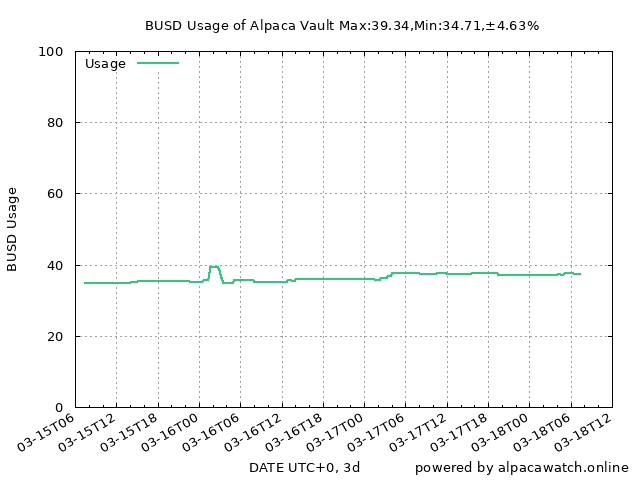 BUSD Usage of Alpaca Vault Max:39.34,Min:34.71,±4.63%
Usage
100
80
60
40
20
0
BUSD Usage
03-15T06
03-15T12
03-15T18
03-16T00
03-16T06
03-16T12
03-16T18
03-17T00
03-17T06
03-17T12
03-17T18
03-18T00
03-18T06
03-18T12
DATE UTC+0, 3d
powered by alpacawatch.online